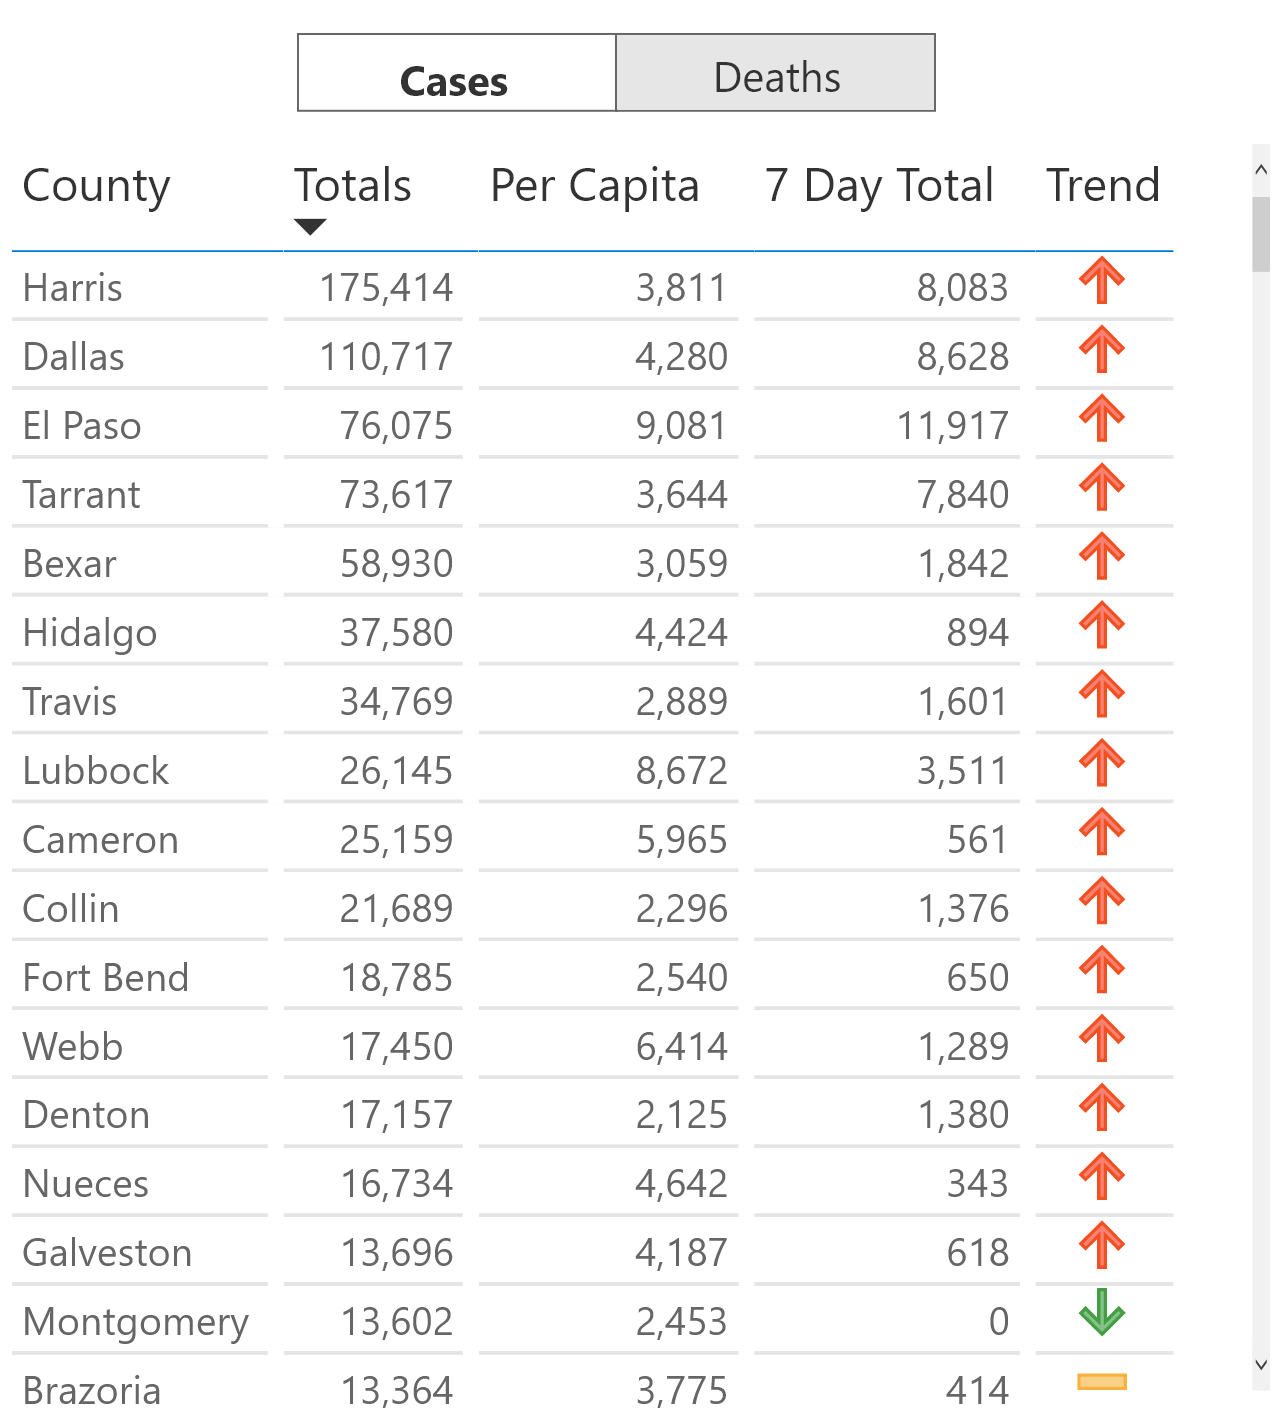 Cases Deaths
County Totals Per Capita 7 Day Total Trend
Harris 175,414 3,811 8,083
Dallas 110,717 4,280 8,628
El Paso 76,075 9,081 11,917
Tarrant 73,617 3,644 7,840
Bexar 58,930 3,059 1,842
Hidalgo 37,580 4,424 894
Travis 34,769 2,889 1,601
Lubbock 26,145 8,672 3,511
Cameron 25,159 5,965 561
Collin 21,689 2,296 1,376
Fort Bend 18,785 2,540 650
Webb 17,450 6,414 1,289
Denton 17,157 2,125 1,380
Nueces 16,734 4,642 343
Galveston 13,696 4,187 618
Montgomery 13,602 2,453 0
Brazoria 13,364 3,775 414